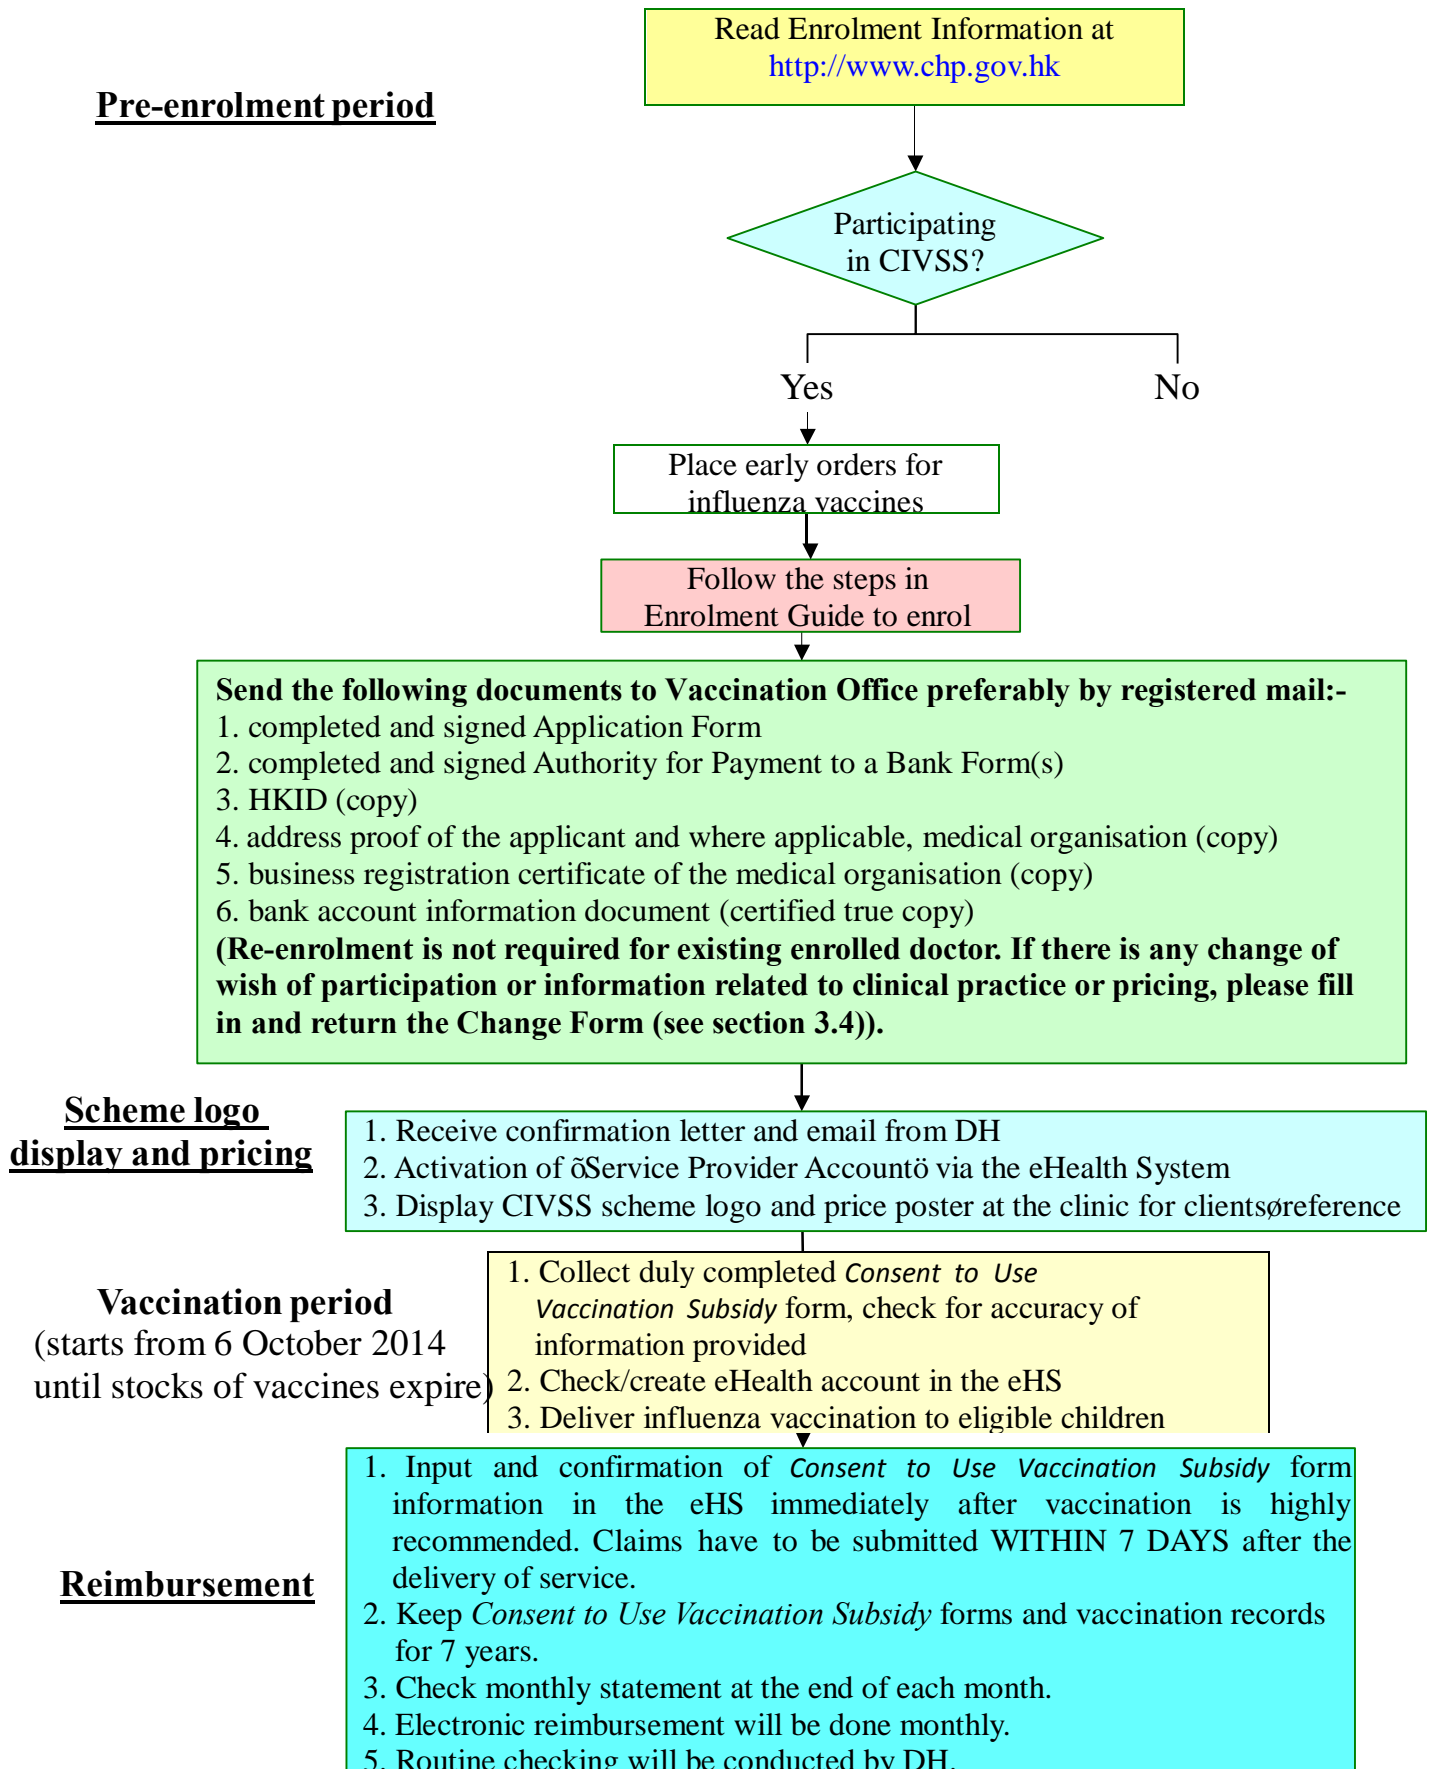 Read Enrolment Information at
http://www.chp.gov.hk
Pre-enrolment period
Participating
in CIVSS?
Yes
No
Place early orders for
influenza vaccines
Follow the steps in
Enrolment Guide to enrol
Send the following documents to Vaccination Office preferably by registered mail:-
1. completed and signed Application Form
2. completed and signed Authority for Payment to a Bank Form(s)
3. HKID (copy)
4. address proof of the applicant and where applicable, medical organisation (copy)
5. business registration certificate of the medical organisation (copy)
6. bank account information document (certified true copy)
(Re-enrolment is not required for existing enrolled doctor. If there is any change of
wish of participation or information related to clinical practice or pricing, please fill
in and return the Change Form (see section 3.4)).
Scheme logo
display and pricing
1. Receive confirmation letter and email from DH
2. Activation of õService Provider Accountö via the eHealth System
3. Display CIVSS scheme logo and price poster at the clinic for clientsøreference
Vaccination period
(starts from 6 October 2014
until stocks of vaccines expire)
1. Collect duly completed Consent to Use
Vaccination Subsidy form, check for accuracy of
information provided
2. Check/create eHealth account in the eHS
3. Deliver influenza vaccination to eligible children
Reimbursement
1. Input and confirmation of Consent to Use Vaccination Subsidy form
information in the eHS immediately after vaccination is highly
recommended. Claims have to be submitted WITHIN 7 DAYS after the
delivery of service.
2. Keep Consent to Use Vaccination Subsidy forms and vaccination records
for 7 years.
3. Check monthly statement at the end of each month.
4. Electronic reimbursement will be done monthly.
5. Routine checking will be conducted by DH.